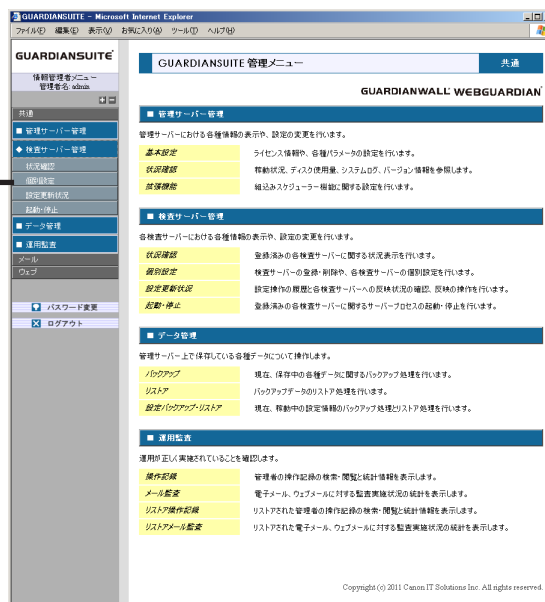 GUARDIANSUITE - Microsoft Internet Explorer
ファイル(F) 編集(E) 表示(V) お気に入り(A) ツール(T) ヘルプ(H)
GUARDIANSUITE
情報管理者メニュー
管理者名: admin
共通
■ 管理サーバー管理
◆ 検査サーバー管理
状況確認
個別設定
設定更新状況
起動・停止
■ データ管理
■ 運用監査
メール
ウェブ
パスワード変更
ログアウト
GUARDIANSUITE 管理メニュー 共通
GUARDIANWALL WEBGUARDIAN
■ 管理サーバー管理
管理サーバーにおける各種情報の表示や、設定の変更を行います。
基本設定 ライセンス情報や、各種パラメータの設定を行います。
状況確認 稼動状況、ディスク使用量、システムログ、バージョン情報を参照します。
拡張機能 組込みスケジューラー機能に関する設定を行います。
■ 検査サーバー管理
各検査サーバーにおける各種情報の表示や、設定の変更を行います。
状況確認 登録済みの各検査サーバーに関する状況表示を行います。
個別設定 検査サーバーの登録・削除や、各検査サーバーの個別設定を行います。
設定更新状況 設定操作の履歴と各検査サーバーへの反映状況の確認、反映の操作を行います。
起動・停止 登録済みの各検査サーバーに関するサーバープロセスの起動・停止を行います。
■ データ管理
管理サーバー上で保存している各種データについて操作します。
バックアップ 現在、保存中の各種データに関するバックアップ処理を行います。
リストア バックアップデータのリストア処理を行います。
設定バックアップ・リストア 現在、稼動中の設定情報のバックアップ処理とリストア処理を行います。
■ 運用監査
運用が正しく実施されていることを確認します。
操作記録 管理者の操作記録の検索・閲覧と統計情報を表示します。
メール監査 電子メール、ウェブメールに対する監査実施状況の統計を表示します。
リストア操作記録 リストアされた管理者の操作記録の検索・閲覧と統計情報を表示します。
リストアメール監査 リストアされた電子メール、ウェブメールに対する監査実施状況の統計を表示します。
Copyright (c) 2011 Canon IT Solutions Inc. All rights reserved.